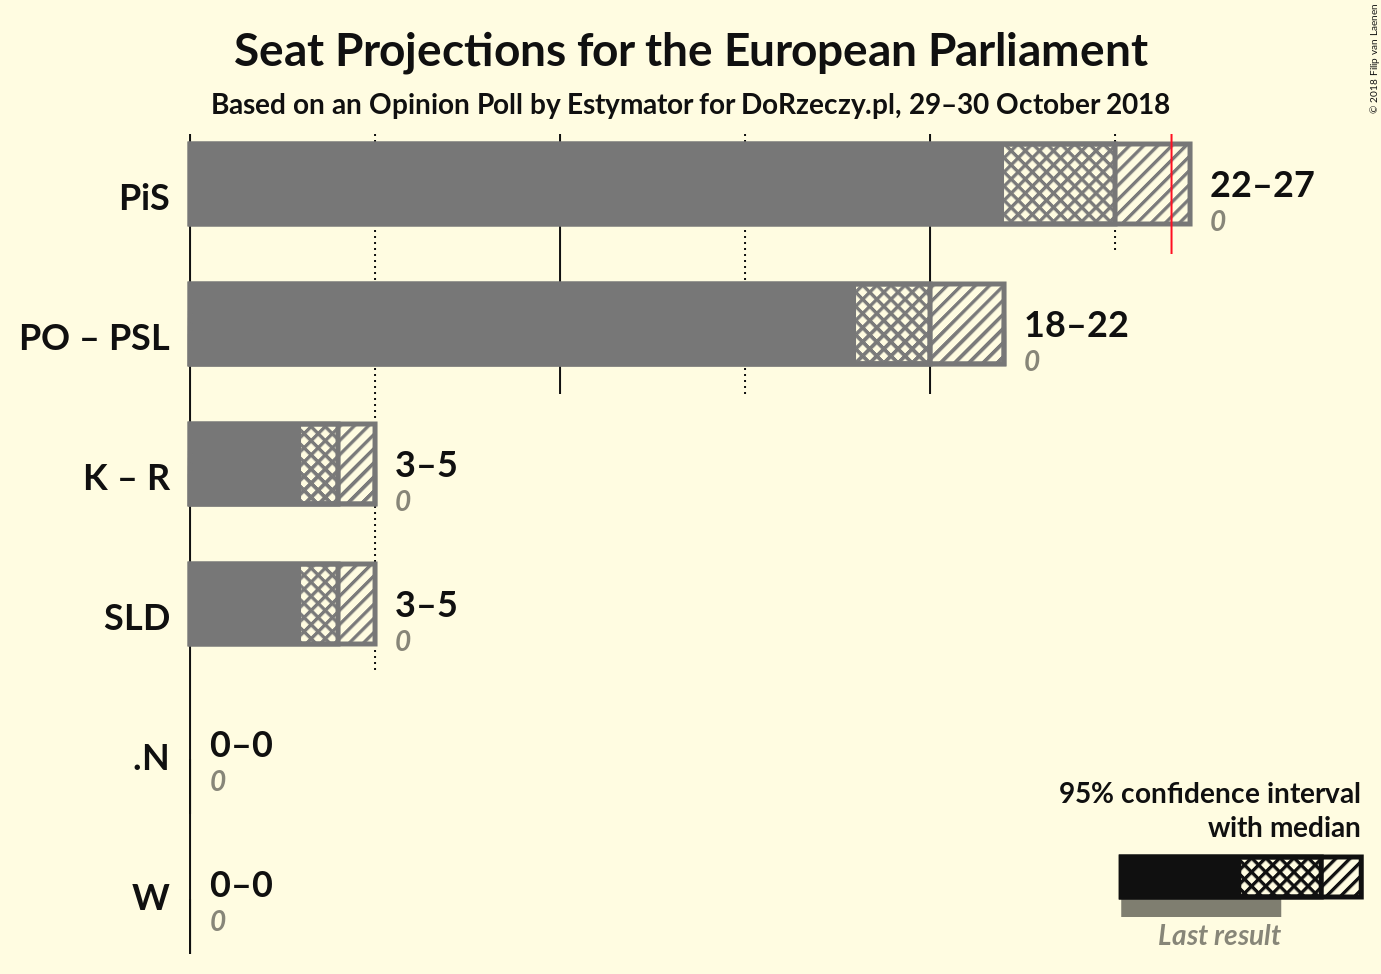 Seat Projections for the European Parliament
Based on an Opinion Poll by Estymator for DoRzeczy.pl, 29–30 October 2018
© 2018 Filip van Laenen
PiS
22–27
0
PO – PSL
18–22
0
K – R
3–5
0
SLD
3–5
0
.N
0–0
0
W
0–0
0
95% confidence interval
with median
Last result